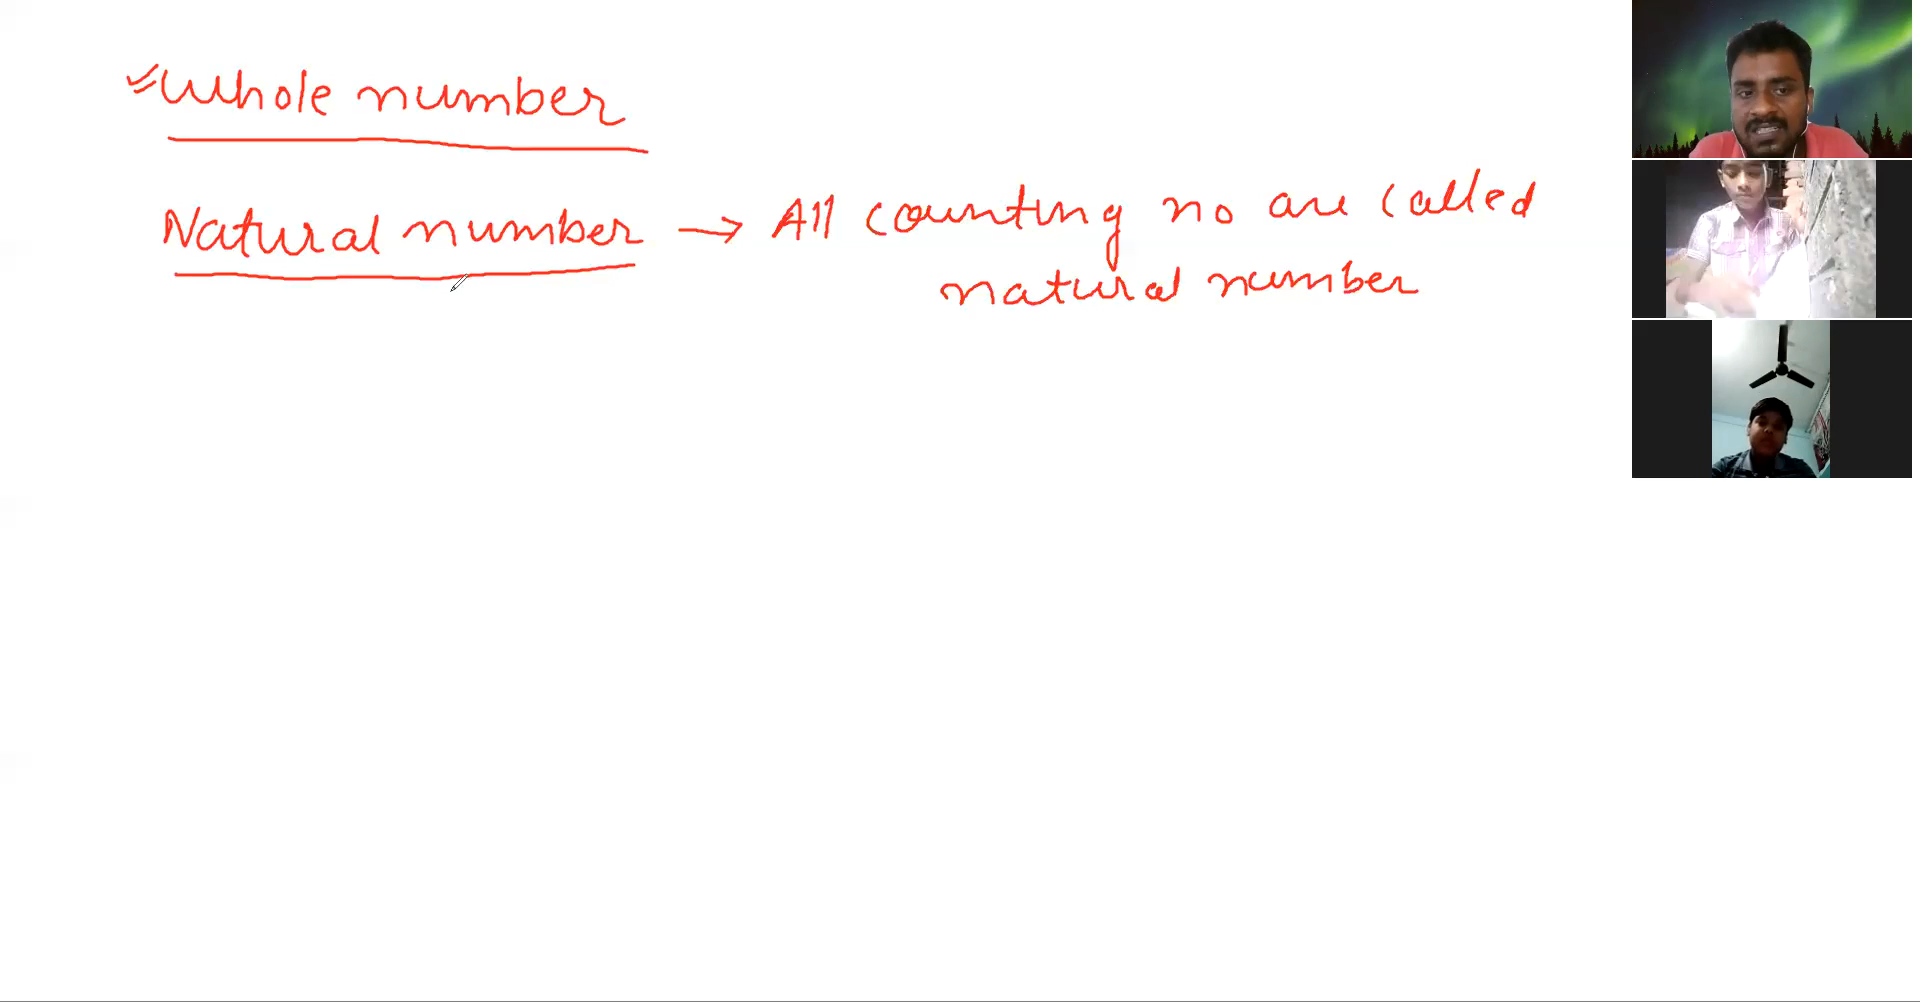 Whole number
Natural number → All counting no are called
natural number